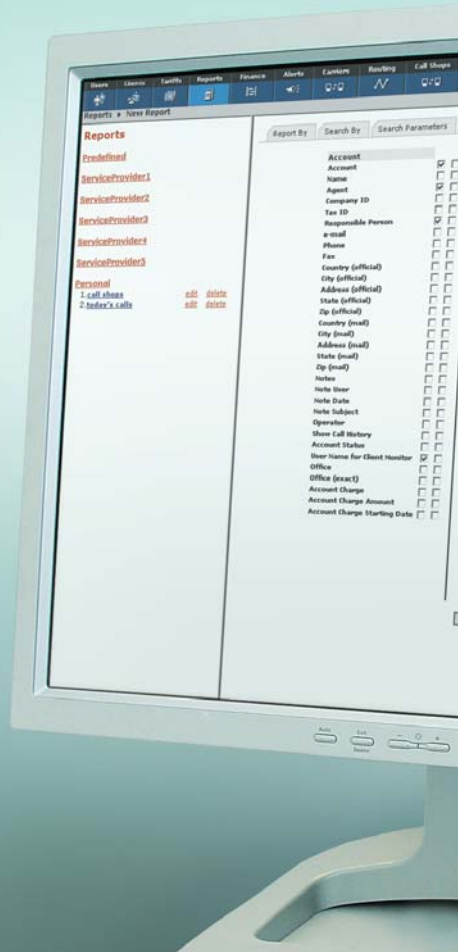 Users Clients Tariffs Reports Finance Alerts Carriers Routing Call Shops
Reports New Report
Reports
Predefined
ServiceProvider1
ServiceProvider2
ServiceProvider3
ServiceProvider4
ServiceProvider5
Personal
1.call shops edit delete
2.today's calls edit delete
Report By Search By Search Parameters
Account
Account
Name
Agent
Company ID
Tax ID
Responsible Person
e-mail
Phone
Fax
Country (official)
City (official)
Address (official)
State (official)
Zip (official)
Country (mail)
City (mail)
Address (mail)
State (mail)
Zip (mail)
Notes
Note User
Note Date
Note Subject
Operator
Show Call History
Account Status
User Name for Client Monitor
Office
Office (exact)
Account Charge
Account Charge Amount
Account Charge Starting Date
Auto Exit
- +